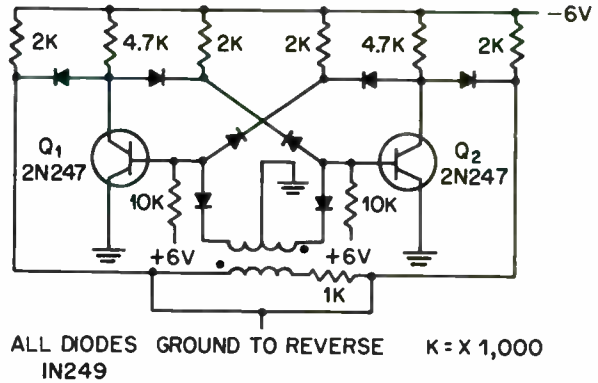 -6V
2K 4.7K 2K 2K 4.7K 2K
Q1
2N247
Q2
2N247
10K 10K
+6V +6V
1K
ALL DIODES GROUND TO REVERSE K=X 1,000
IN249